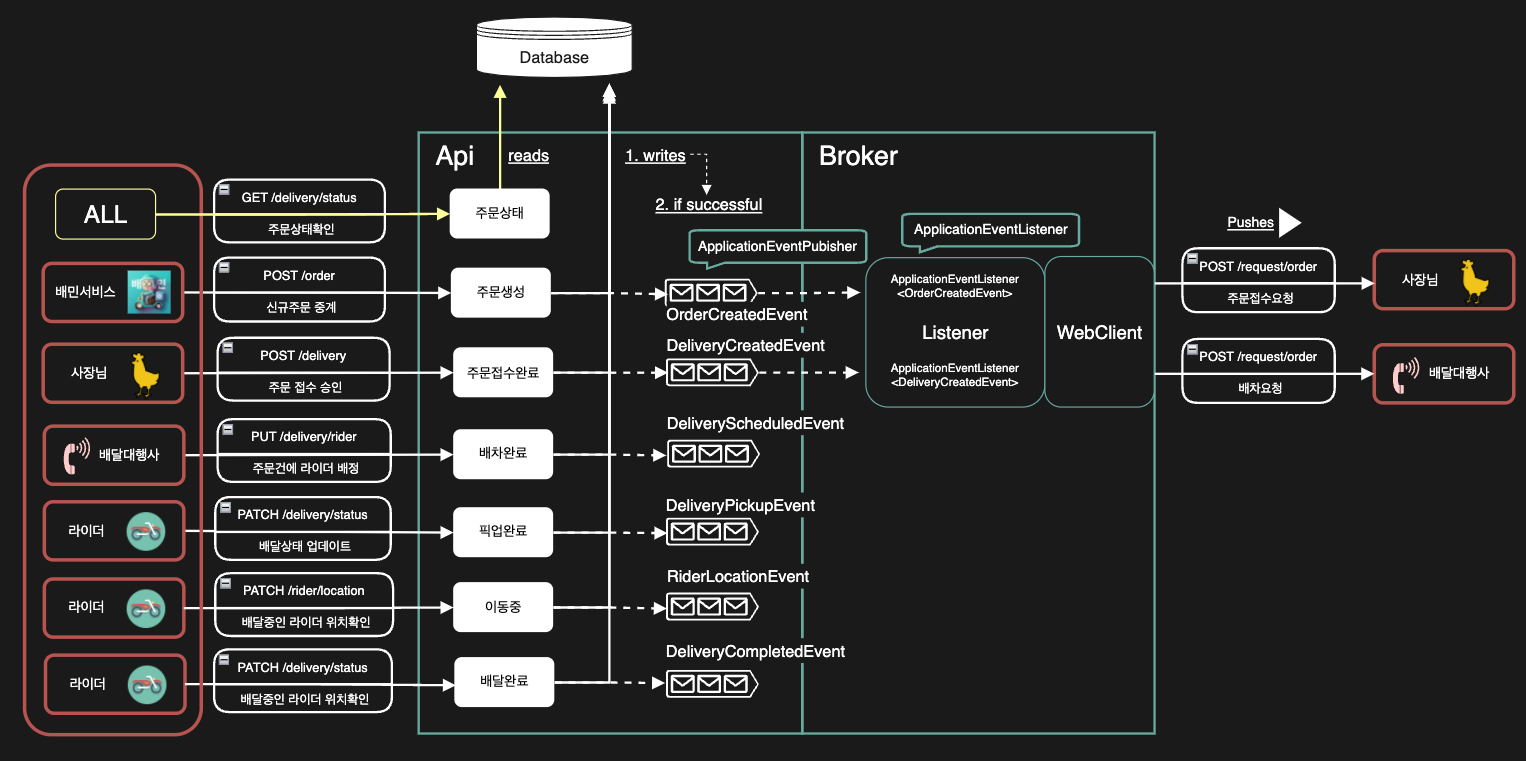 Database
Api
reads
1. writes
2. if successful
Broker
ALL
GET /delivery/status
주문상태확인
주문상태
ApplicationEventPubisher
ApplicationEventListener
Pushes
배민서비스
POST /order
신규주문 중계
주문생성
OrderCreatedEvent
ApplicationEventListener
<OrderCreatedEvent>
Listener
WebClient
POST /request/order
주문접수요청
사장님
사장님
POST /delivery
주문 접수 승인
주문접수완료
DeliveryCreatedEvent
ApplicationEventListener
<DeliveryCreatedEvent>
POST /request/order
배차요청
배달대행사
배달대행사
PUT /delivery/rider
주문건에 라이더 배정
배차완료
DeliveryScheduledEvent
라이더
PATCH /delivery/status
배달상태 업데이트
픽업완료
DeliveryPickupEvent
라이더
PATCH /rider/location
배달중인 라이더 위치확인
이동중
RiderLocationEvent
라이더
PATCH /delivery/status
배달중인 라이더 위치확인
배달완료
DeliveryCompletedEvent